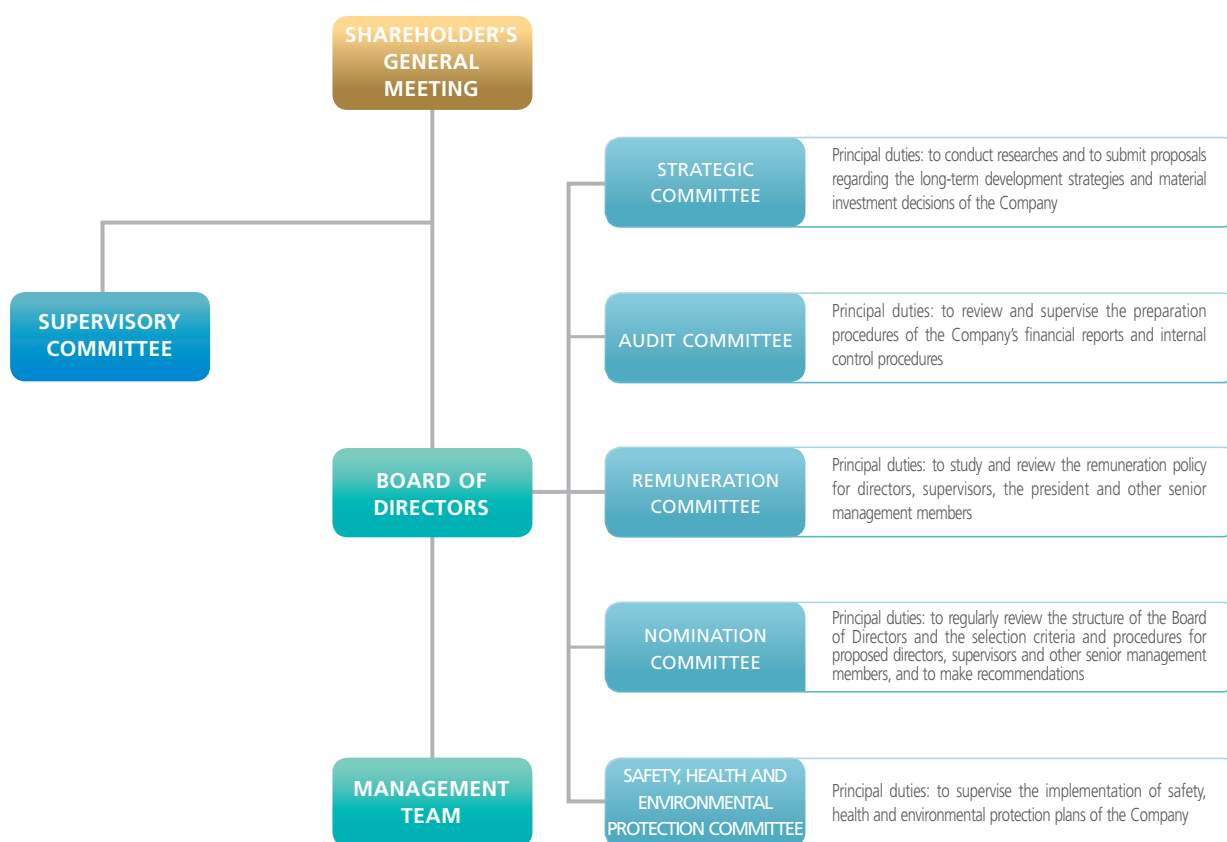 SHAREHOLDER'S
GENERAL
MEETING
STRATEGIC
COMMITTEE
Principal duties: to conduct researches and to submit proposals
regarding the long-term development strategies and material
investment decisions of the Company
SUPERVISORY
COMMITTEE
AUDIT COMMITTEE
Principal duties: to review and supervise the preparation
procedures of the Company’s financial reports and internal
control procedures
BOARD OF
DIRECTORS
REMUNERATION
COMMITTEE
Principal duties: to study and review the remuneration policy
for directors, supervisors, the president and other senior
management members
NOMINATION
COMMITTEE
Principal duties: to regularly review the structure of the Board
of Directors and the selection criteria and procedures for
proposed directors, supervisors and other senior management
members, and to make recommendations
MANAGEMENT
TEAM
SAFETY, HEALTH AND
ENVIRONMENTAL
PROTECTION COMMITTEE
Principal duties: to supervise the implementation of safety,
health and environmental protection plans of the Company